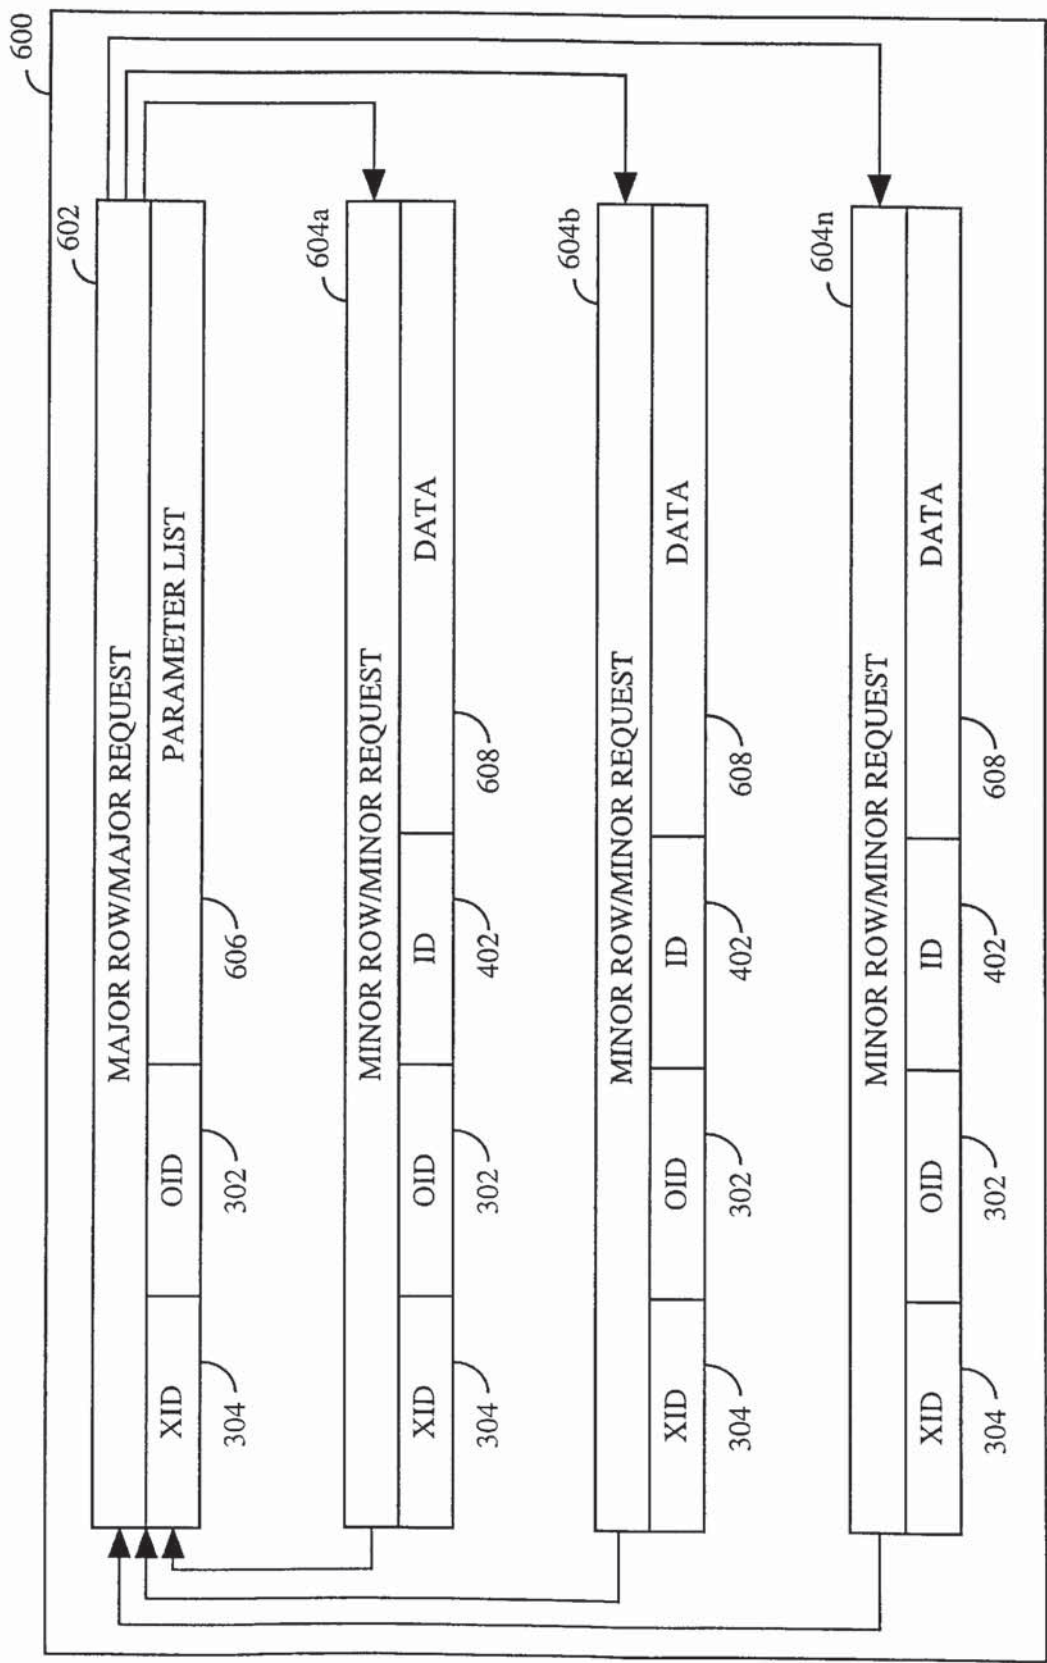 600
602
MAJOR ROW/MAJOR REQUEST
XID OID PARAMETER LIST
304 302 606
604a
MINOR ROW/MINOR REQUEST
XID OID ID DATA
304 302 402 608
604b
MINOR ROW/MINOR REQUEST
XID OID ID DATA
304 302 402 608
604n
MINOR ROW/MINOR REQUEST
XID OID ID DATA
304 302 402 608